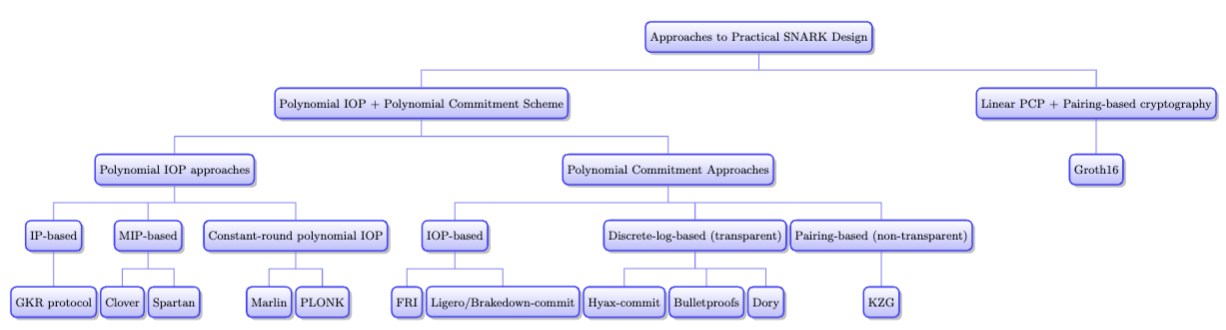 Approaches to Practical SNARK Design
Polynomial IOP + Polynomial Commitment Scheme
Linear PCP + Pairing-based cryptography
Polynomial IOP approaches
Polynomial Commitment Approaches
Groth16
IP-based
MIP-based
Constant-round polynomial IOP
IOP-based
Discrete-log-based (transparent)
Pairing-based (non-transparent)
GKR protocol
Clover
Spartan
Marlin
PLONK
FRI
Ligero/Brakedown-commit
Hyax-commit
Bulletproofs
Dory
KZG